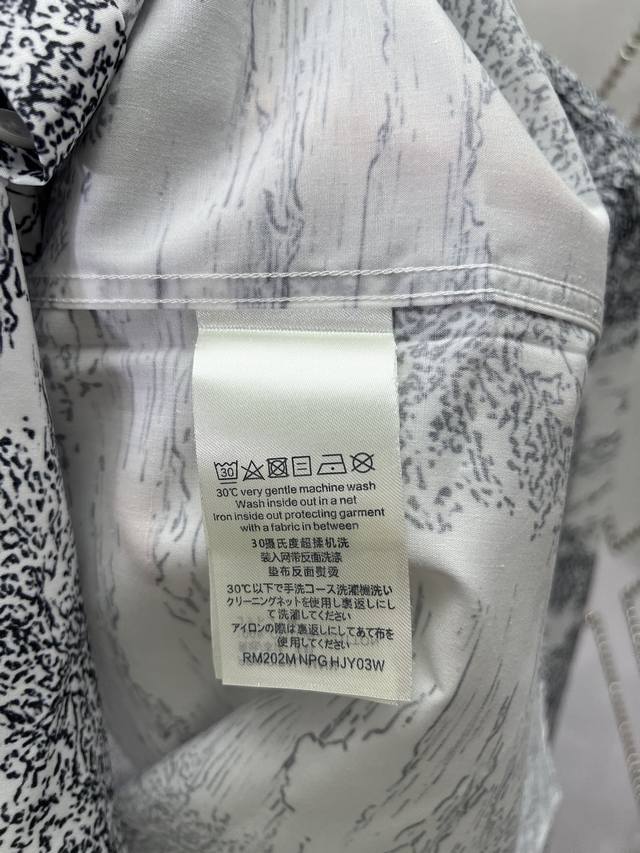 30
30℃ very gentle machine wash
Wash inside out in a net
Iron inside out protecting garment
with a fabric in between
30摄氏度超揉机洗
装入网带反面洗涤
垫布反面熨烫
30℃以下で手洗コース洗濯機洗い
クリーニングネットを使用し裏返しにし
て洗濯してください
アイロンの際は裏返しにしてあて布を
使用してください
RM202M NPG HJY03W